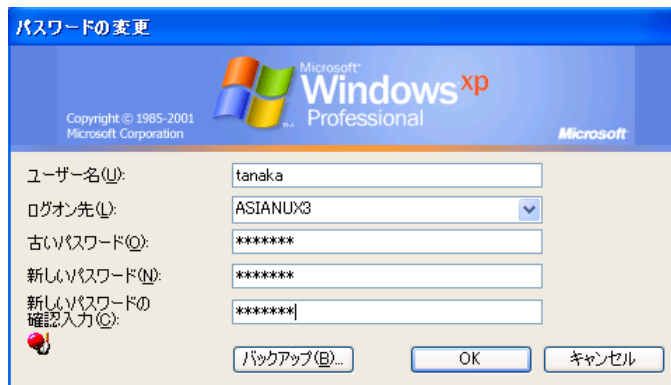 パスワードの変更
Microsoft
Windows xp
Professional
Copyright © 1985-2001
Microsoft Corporation
Microsoft
ユーザー名(U): tanaka
ログオン先(L): ASIANUX3
古いパスワード(O): *******
新しいパスワード(N): *******
新しいパスワードの
確認入力(C): *******
バックアップ(B)... OK キャンセル